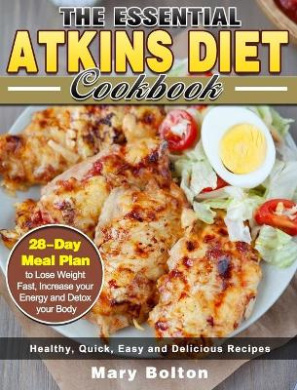 THE ESSENTIAL
ATKINS DIET
Cookbook
28-Day
Meal Plan
to Lose Weight
Fast, Increase your
Energy and Detox
your Body
Healthy, Quick, Easy and Delicious Recipes
Mary Bolton